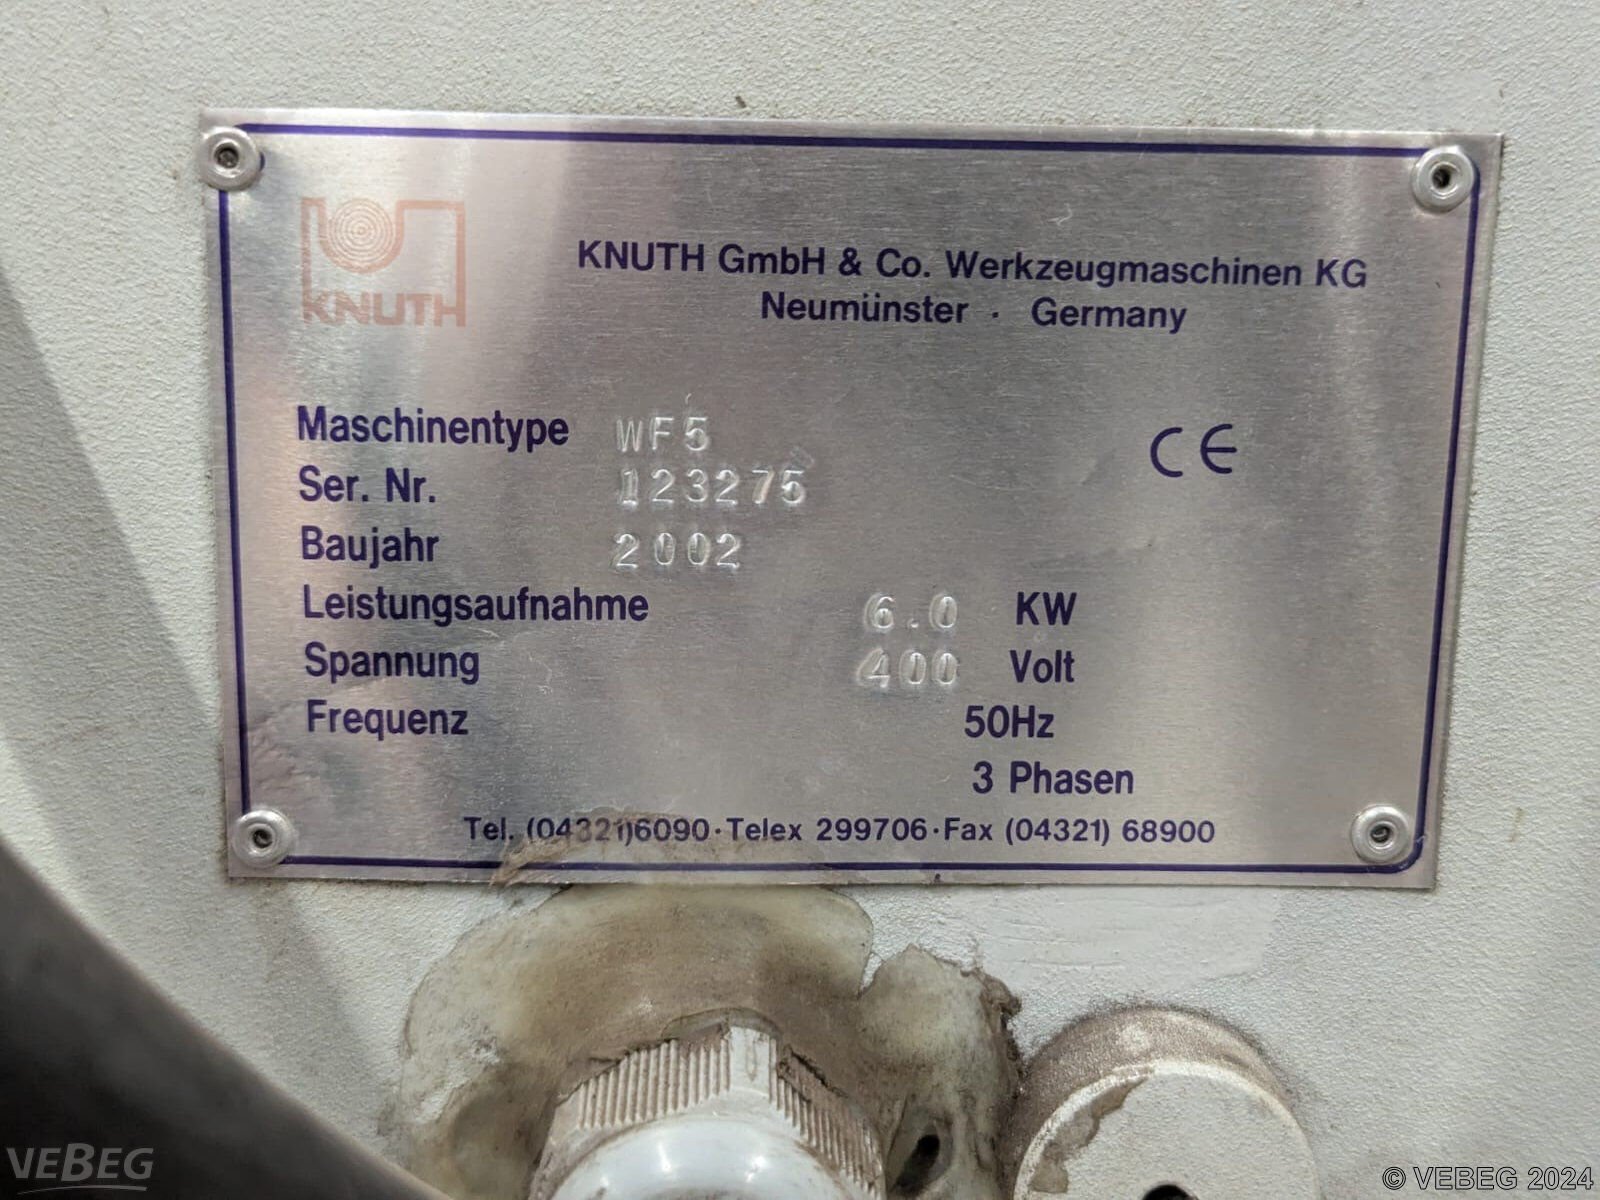 KNUTH
KNUTH GmbH & Co. Werkzeugmaschinen KG
Neumünster · Germany
Maschinentype WF5
CE
Ser. Nr. 123275
Baujahr 2002
Leistungsaufnahme 6.0 KW
Spannung 400 Volt
Frequenz 50Hz
3 Phasen
Tel. (04321)6090·Telex 299706·Fax (04321) 68900
VEBEG
© VEBEG 2024